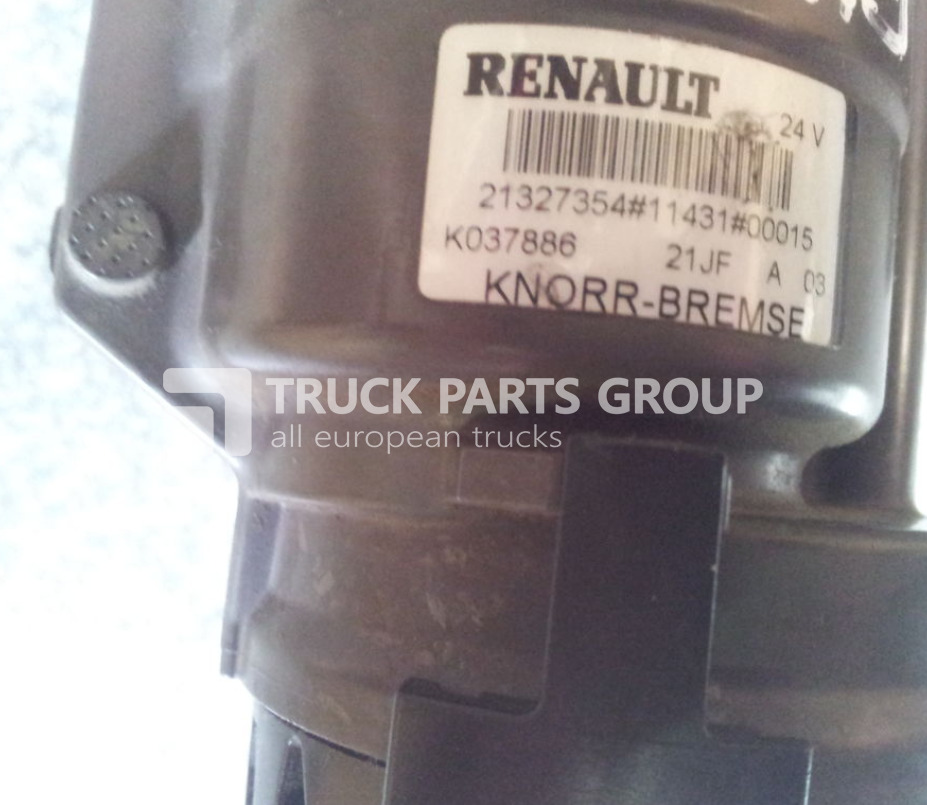 RENAULT
24 V
21327354#11431#00015
K037886 21JF A 03
KNORR-BREMSE
TRUCK PARTS GROUP
all european trucks